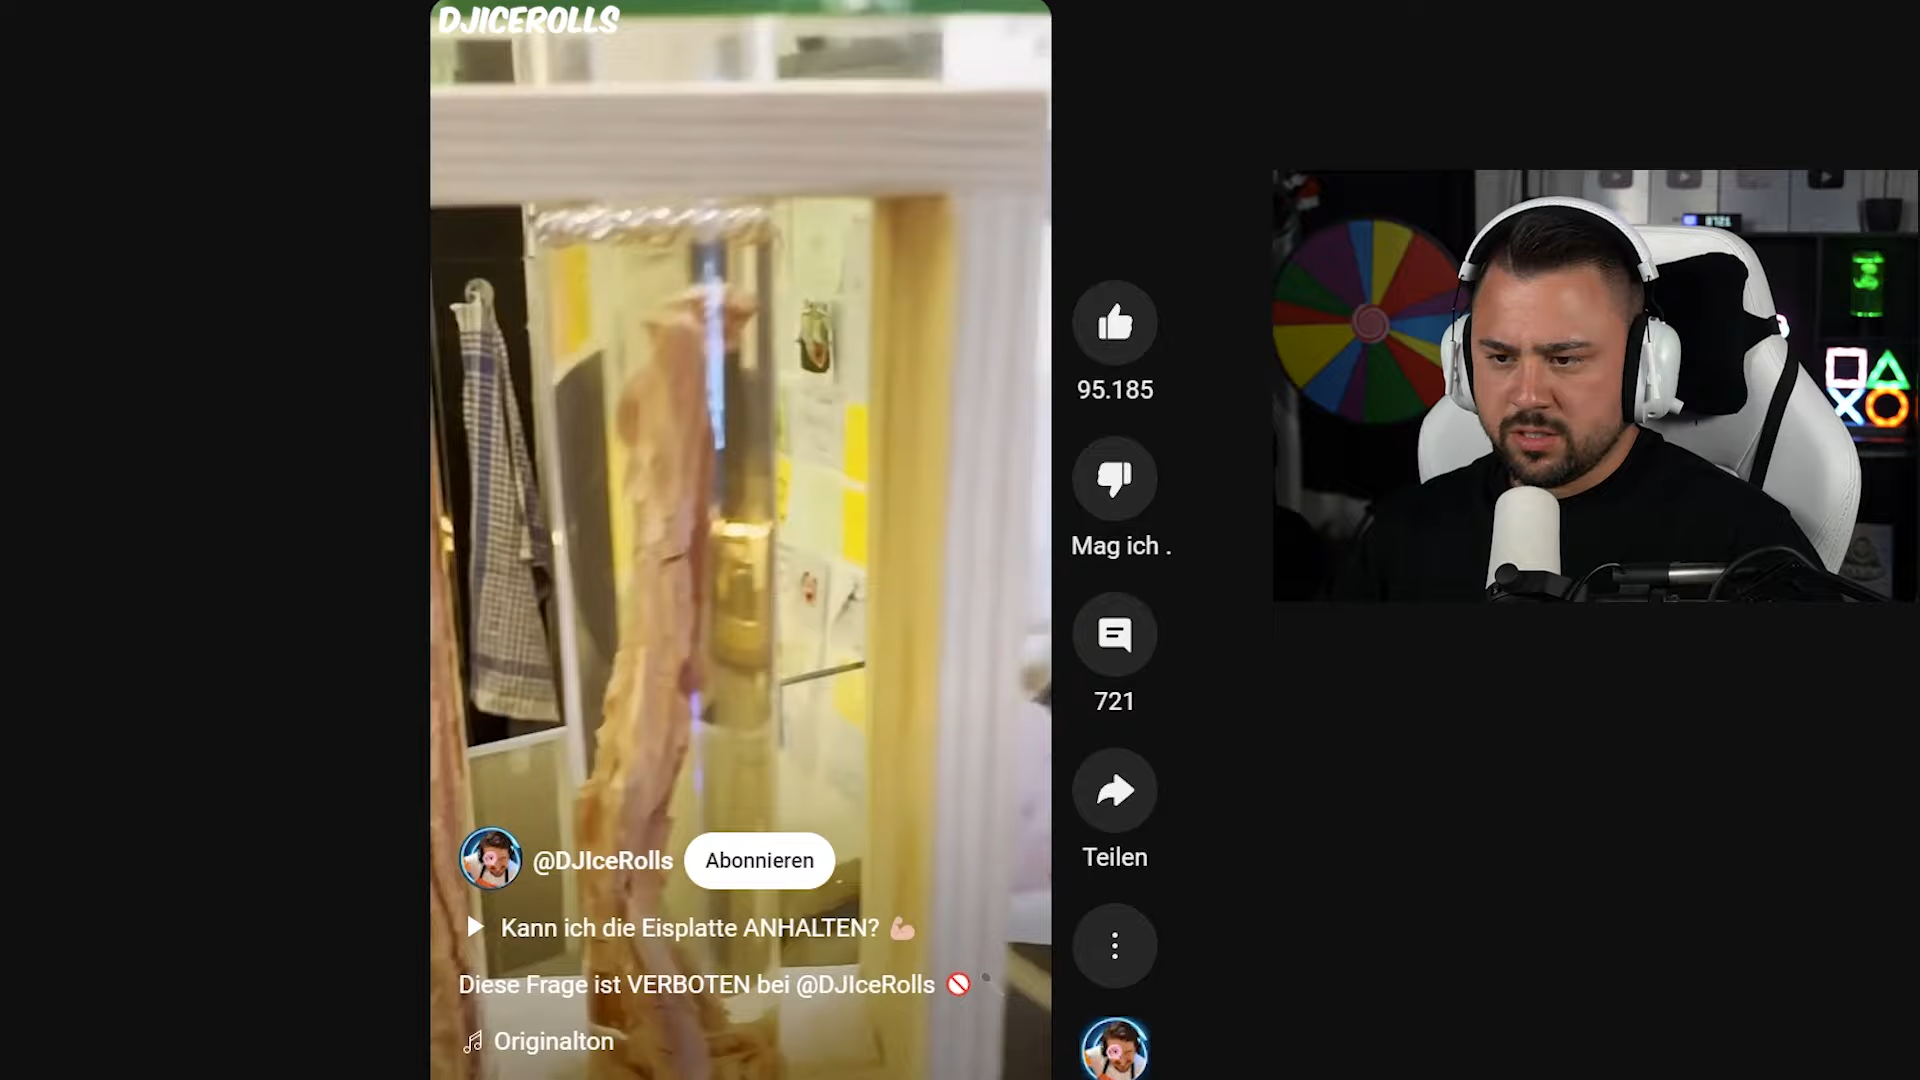 DJICEROLLS
95.185
Mag ich .
721
Teilen
@DJIceRolls
Abonnieren
Kann ich die Eisplatte ANHALTEN? 💪🏻
Diese Frage ist VERBOTEN bei @DJIceRolls 🚫
Originalton